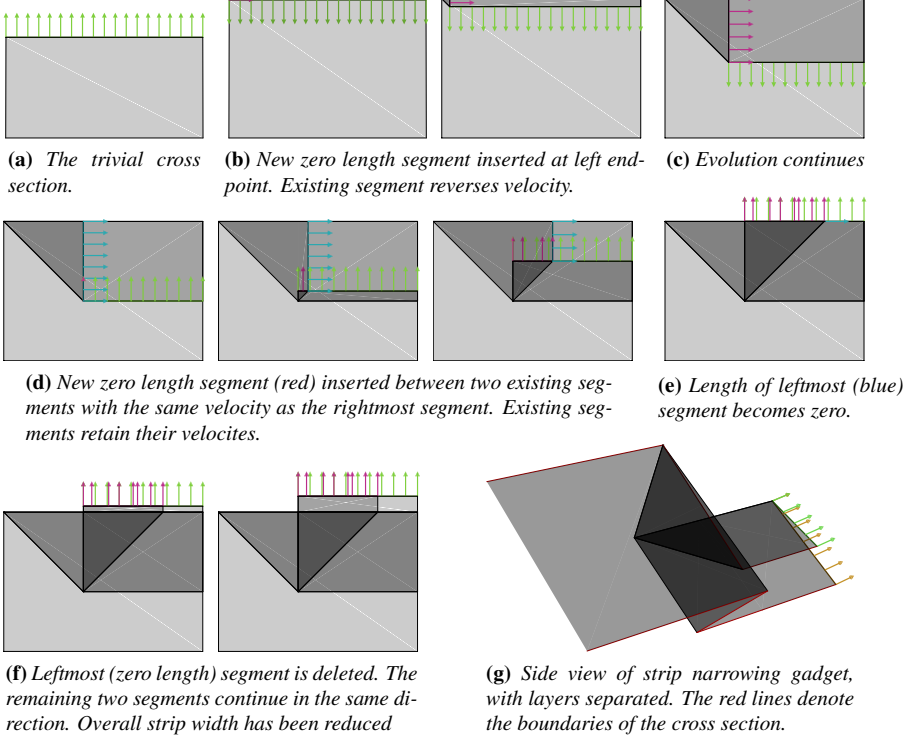 (a) The trivial cross
section.
(b) New zero length segment inserted at left end-
point. Existing segment reverses velocity.
(c) Evolution continues
(d) New zero length segment (red) inserted between two existing seg-
ments with the same velocity as the rightmost segment. Existing seg-
ments retain their velocites.
(e) Length of leftmost (blue)
segment becomes zero.
(f) Leftmost (zero length) segment is deleted. The
remaining two segments continue in the same di-
rection. Overall strip width has been reduced
(g) Side view of strip narrowing gadget,
with layers separated. The red lines denote
the boundaries of the cross section.